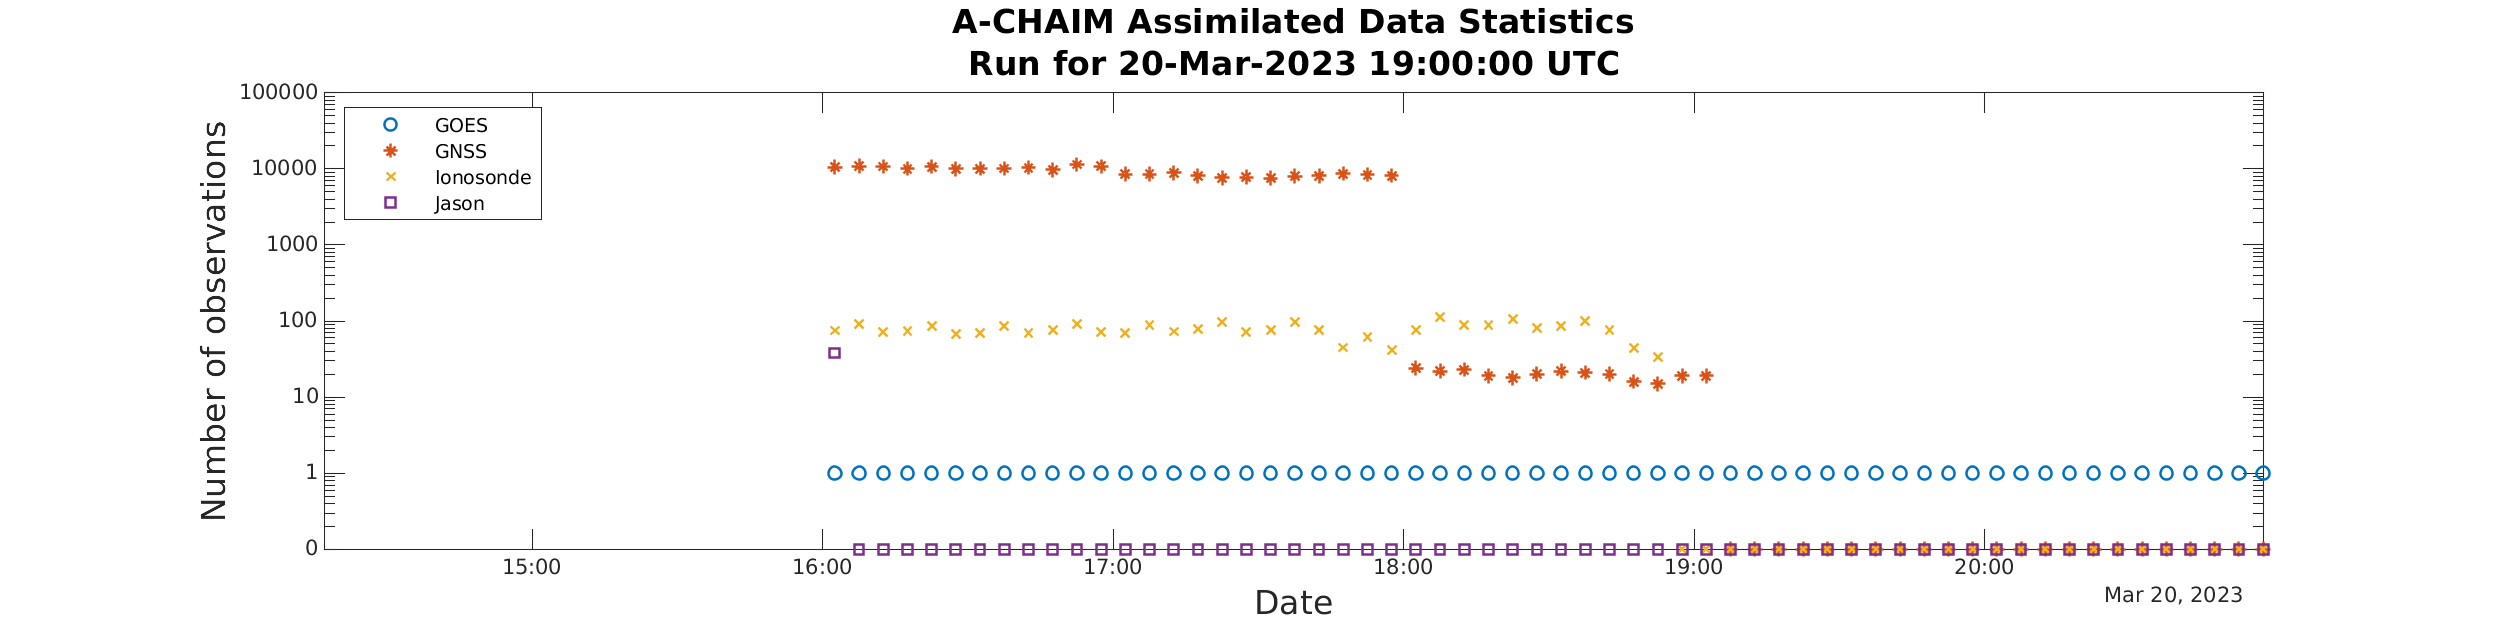 A-CHAIM Assimilated Data Statistics
Run for 20-Mar-2023 19:00:00 UTC
Number of observations
100000
10000
1000
100
10
1
0
GOES
GNSS
Ionosonde
Jason
15:00 16:00 17:00 18:00 19:00 20:00
Date
Mar 20, 2023